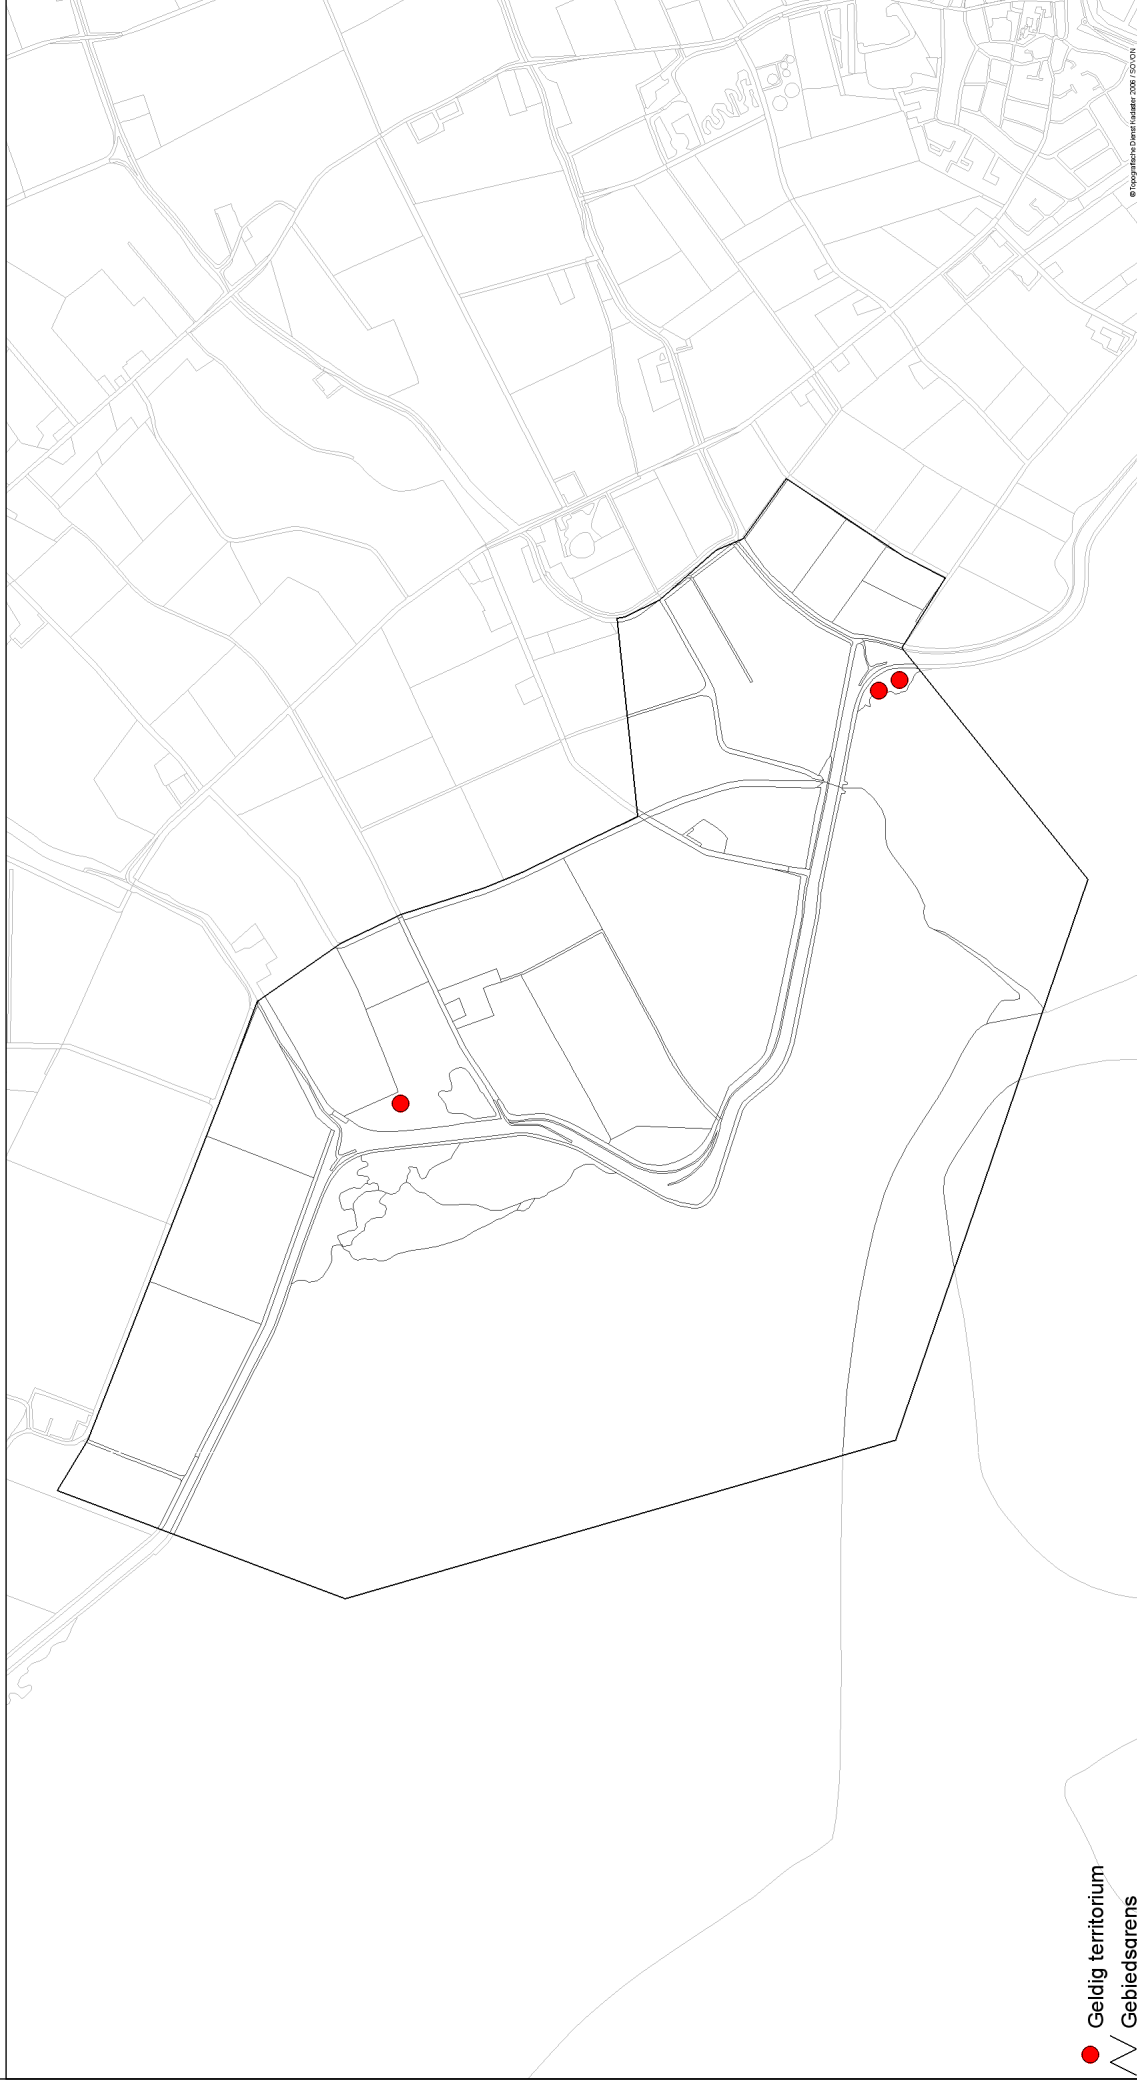 © Topografische Dienst Kadaster 2006 / SOVON
Geldig territorium
Gebiedsgrens